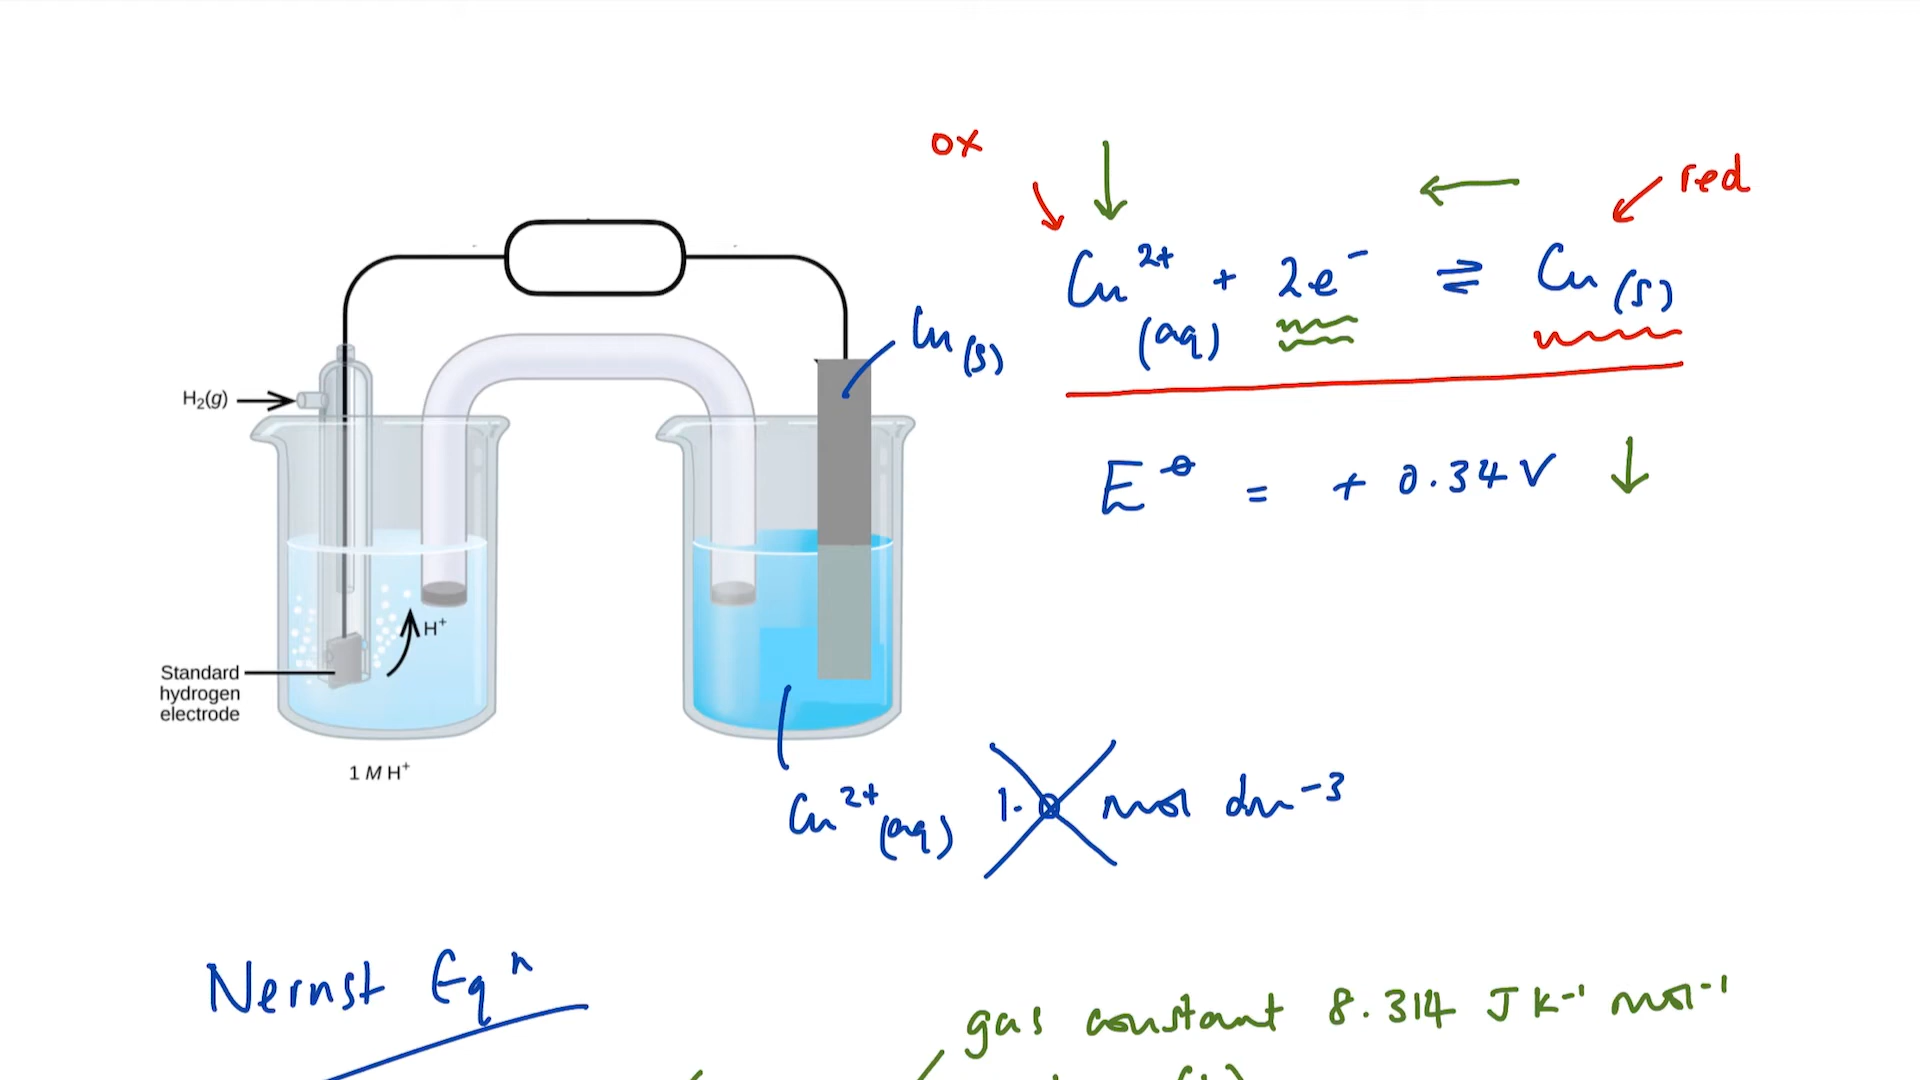 ox
red
Cu²⁺ + 2e⁻ ⇌ Cu (s)
(aq)
Cu (s)
H₂(g)
E⦵ = + 0.34 V
H⁺
Standard
hydrogen
electrode
1 M H⁺
Cu²⁺ (aq) 1.0 mol dm⁻³
Nernst Eqⁿ
gas constant 8.314 J K⁻¹ mol⁻¹